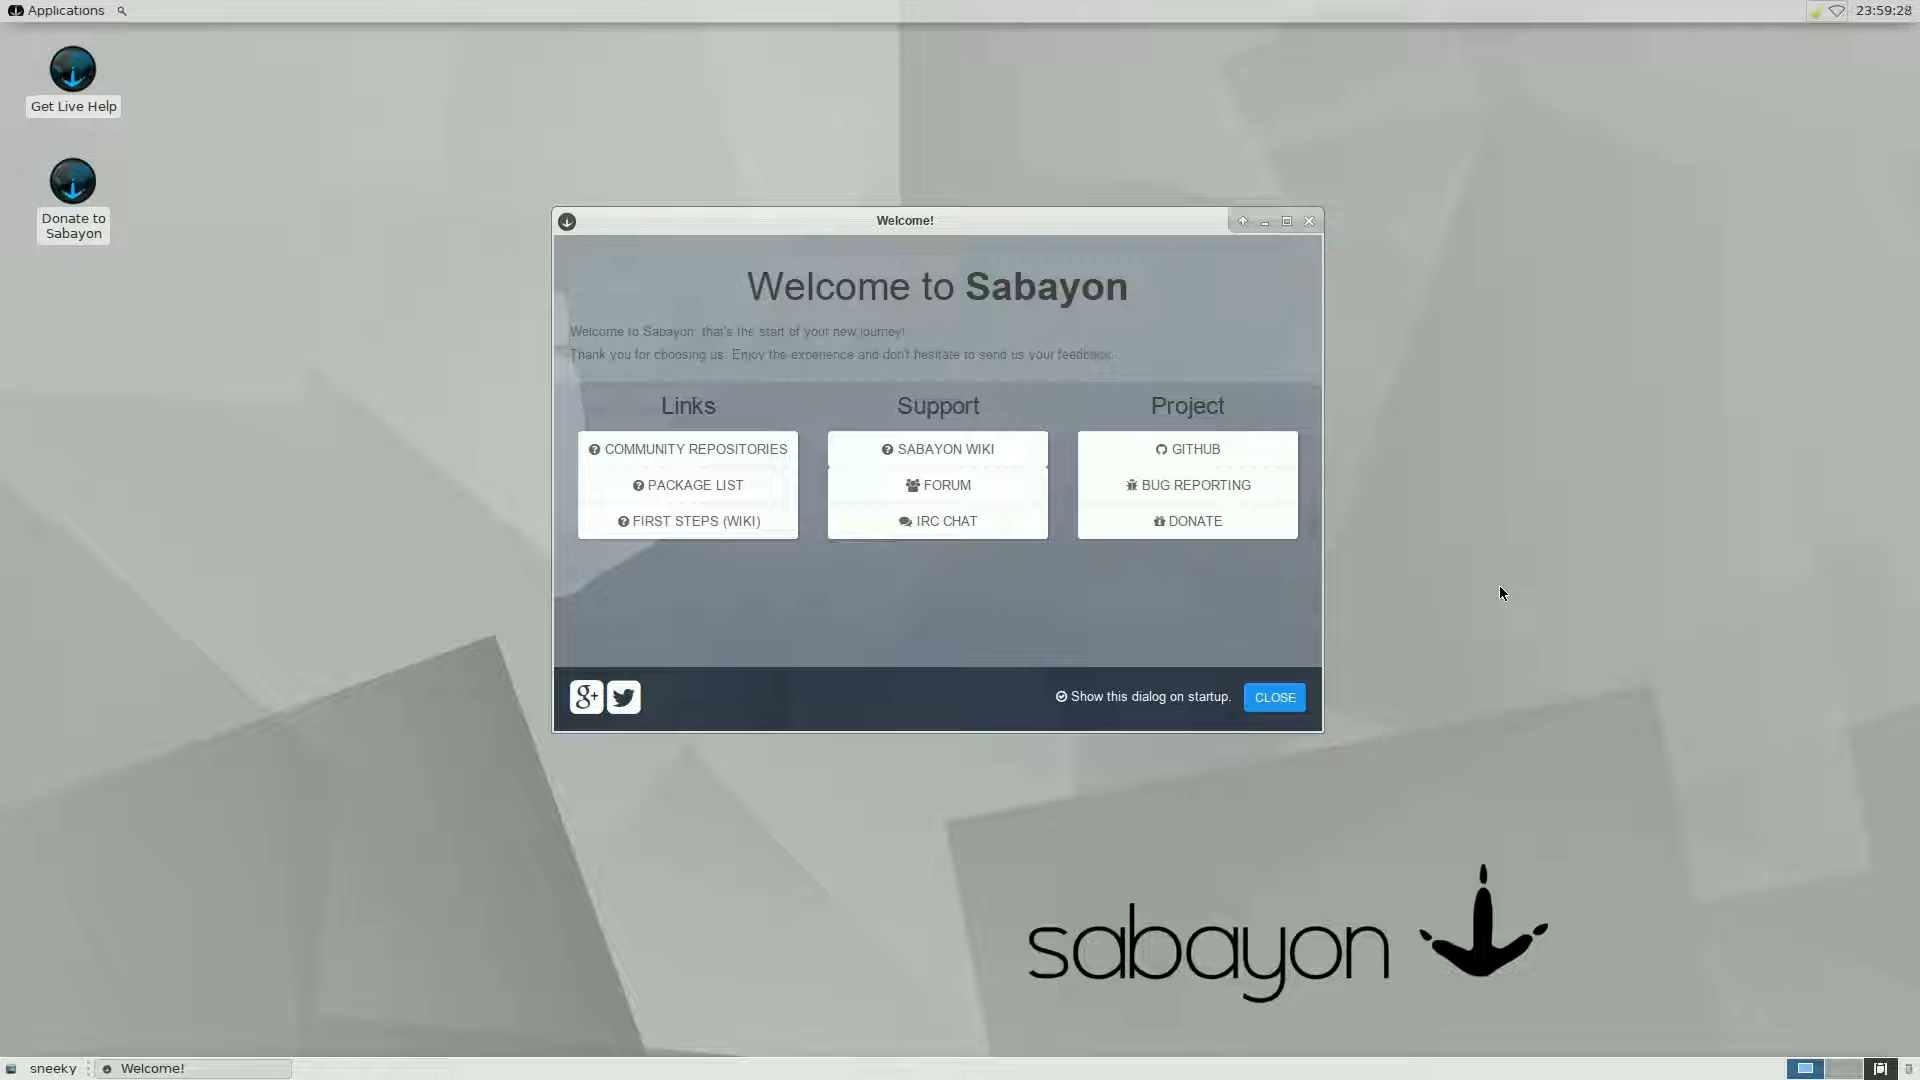 Applications
23:59:28
Get Live Help
Donate to
Sabayon
Welcome!
Welcome to Sabayon
Welcome to Sabayon: that's the start of your new journey!
Thank you for choosing us. Enjoy the experience and don't hesitate to send us your feedback.
Links
Support
Project
COMMUNITY REPOSITORIES
SABAYON WIKI
GITHUB
PACKAGE LIST
FORUM
BUG REPORTING
FIRST STEPS (WIKI)
IRC CHAT
DONATE
g+
Show this dialog on startup.
CLOSE
sabayon
sneeky
Welcome!